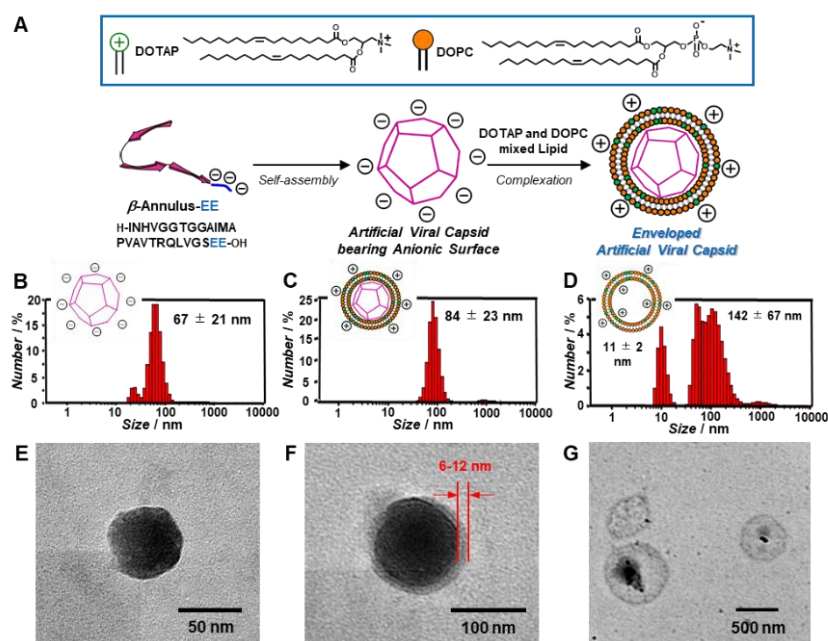 A
DOTAP
DOPC
β-Annulus-EE
H-INHVGGTGGAIMA
PVAVTRQLVGSEE-OH
Self-assembly
Artificial Viral Capsid
bearing Anionic Surface
DOTAP and DOPC
mixed Lipid
Complexation
Enveloped
Artificial Viral Capsid
B
67 ± 21 nm
Number / %
20
15
10
5
0
1 10 100 1000 10000
Size / nm
C
84 ± 23 nm
Number / %
25
20
15
10
5
0
1 10 100 1000 10000
Size / nm
D
142 ± 67 nm
11 ± 2
nm
Number / %
6
5
4
3
2
1
0
1 10 100 1000 10000
Size / nm
E
50 nm
F
6-12 nm
100 nm
G
500 nm